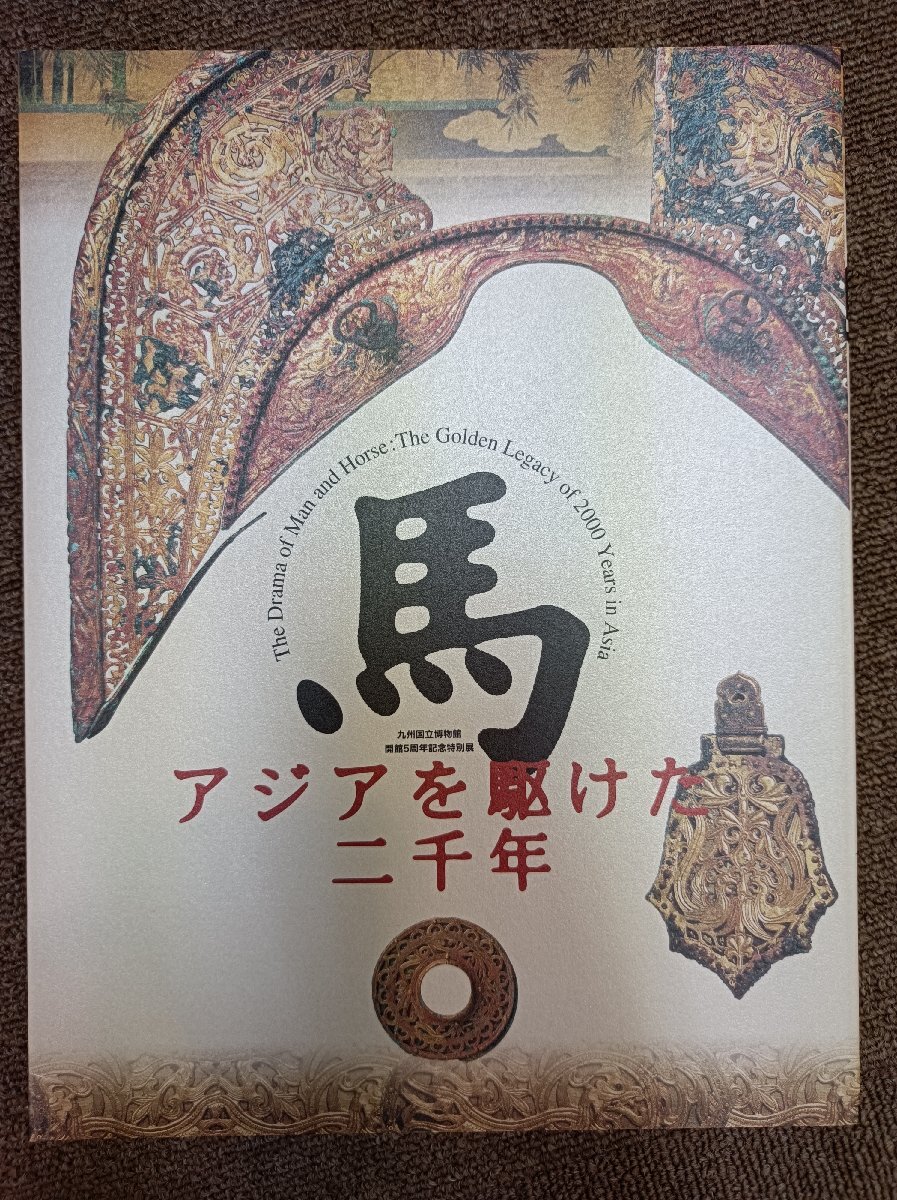 The Drama of Man and Horse: The Golden Legacy of 2000 Years in Asia
馬
九州国立博物館
開館5周年記念特別展
アジアを駆けた
二千年